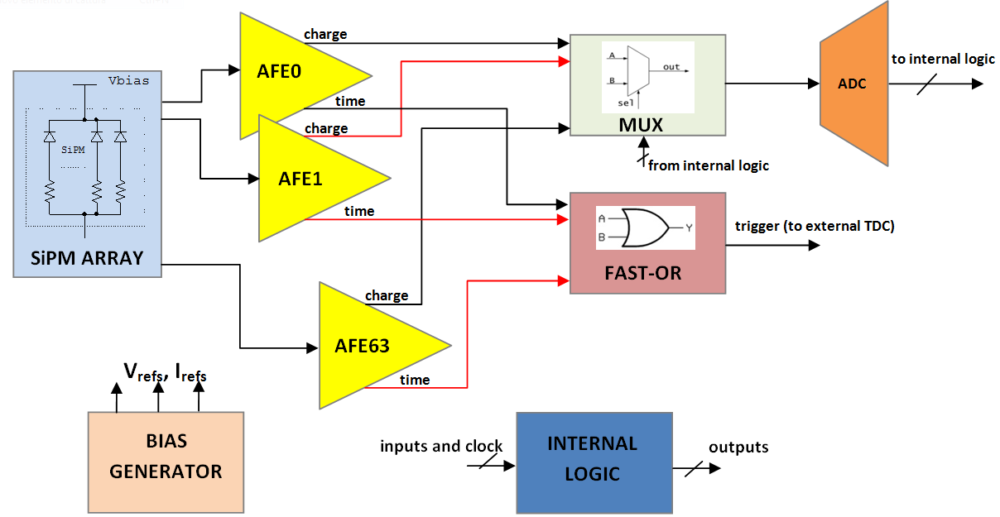 charge
AFE0
time
Vbias
SiPM
SiPM ARRAY
charge
AFE1
time
A
B
out
sel
MUX
from internal logic
ADC
to internal logic
A
B
Y
FAST-OR
trigger (to external TDC)
charge
AFE63
time
Vrefs, Irefs
BIAS
GENERATOR
inputs and clock
INTERNAL
LOGIC
outputs